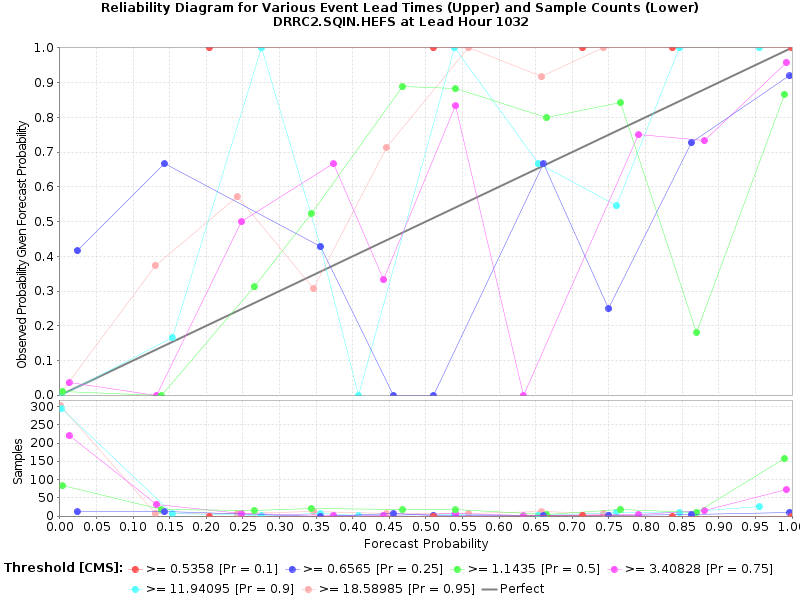 Reliability Diagram for Various Event Lead Times (Upper) and Sample Counts (Lower)
DRRC2.SQIN.HEFS at Lead Hour 1032
Observed Probability Given Forecast Probability
1.0
0.9
0.8
0.7
0.6
0.5
0.4
0.3
0.2
0.1
0.0
Samples
300
250
200
150
100
50
0
0.00 0.05 0.10 0.15 0.20 0.25 0.30 0.35 0.40 0.45 0.50 0.55 0.60 0.65 0.70 0.75 0.80 0.85 0.90 0.95 1.00
Forecast Probability
Threshold [CMS]: >= 0.5358 [Pr = 0.1] >= 0.6565 [Pr = 0.25] >= 1.1435 [Pr = 0.5] >= 3.40828 [Pr = 0.75]
>= 11.94095 [Pr = 0.9] >= 18.58985 [Pr = 0.95] Perfect